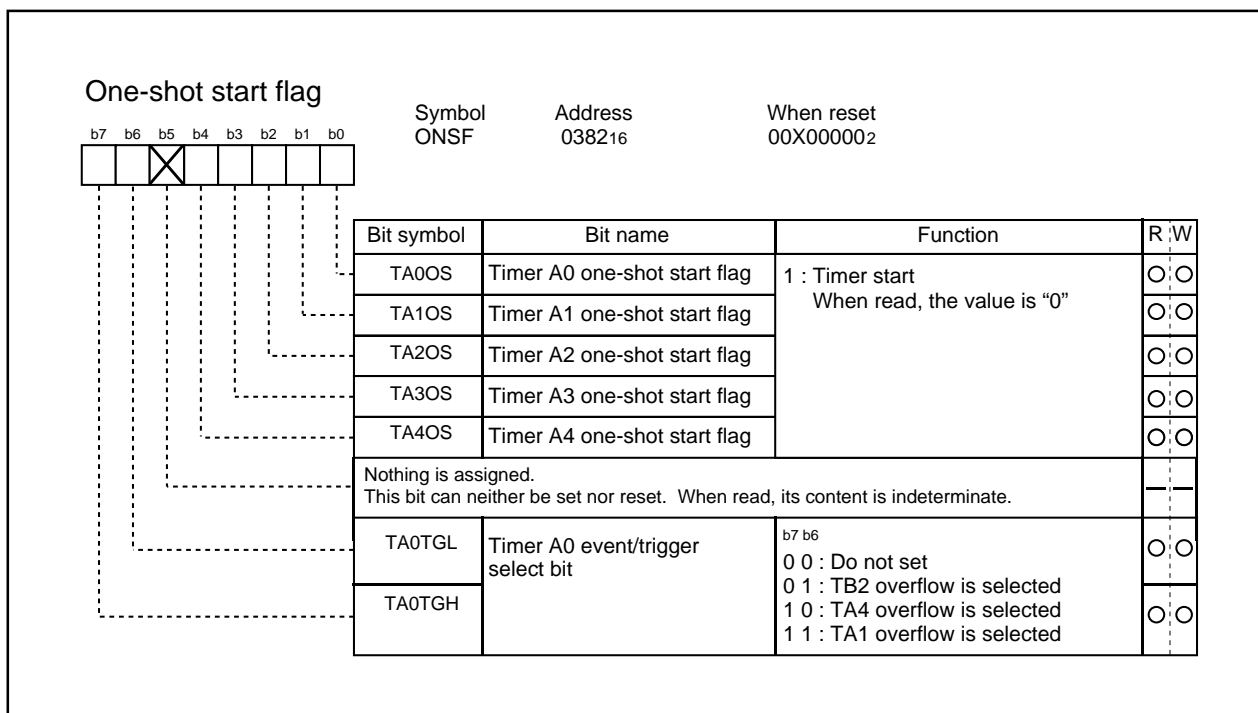 One-shot start flag
Symbol Address When reset
ONSF 038216 00X000002
b7 b6 b5 b4 b3 b2 b1 b0
Bit symbol Bit name Function R W
TA0OS Timer A0 one-shot start flag 1 : Timer start
When read, the value is “0”
TA1OS Timer A1 one-shot start flag
TA2OS Timer A2 one-shot start flag
TA3OS Timer A3 one-shot start flag
TA4OS Timer A4 one-shot start flag
Nothing is assigned.
This bit can neither be set nor reset. When read, its content is indeterminate.
TA0TGL Timer A0 event/trigger
select bit
TA0TGH
b7 b6
0 0 : Do not set
0 1 : TB2 overflow is selected
1 0 : TA4 overflow is selected
1 1 : TA1 overflow is selected